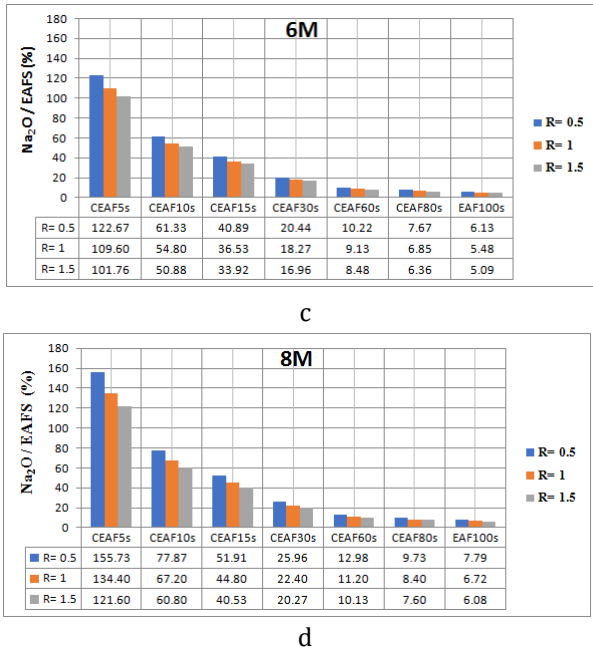 6M
Na₂O / EAFS (%)
180
160
140
120
100
80
60
40
20
0
R= 0.5
R= 1
R= 1.5
CEAF5s CEAF10s CEAF15s CEAF30s CEAF60s CEAF80s EAF100s
R= 0.5 122.67 61.33 40.89 20.44 10.22 7.67 6.13
R= 1 109.60 54.80 36.53 18.27 9.13 6.85 5.48
R= 1.5 101.76 50.88 33.92 16.96 8.48 6.36 5.09
c
8M
Na₂O / EAFS (%)
180
160
140
120
100
80
60
40
20
0
R= 0.5
R= 1
R= 1.5
CEAF5s CEAF10s CEAF15s CEAF30s CEAF60s CEAF80s EAF100s
R= 0.5 155.73 77.87 51.91 25.96 12.98 9.73 7.79
R= 1 134.40 67.20 44.80 22.40 11.20 8.40 6.72
R= 1.5 121.60 60.80 40.53 20.27 10.13 7.60 6.08
d